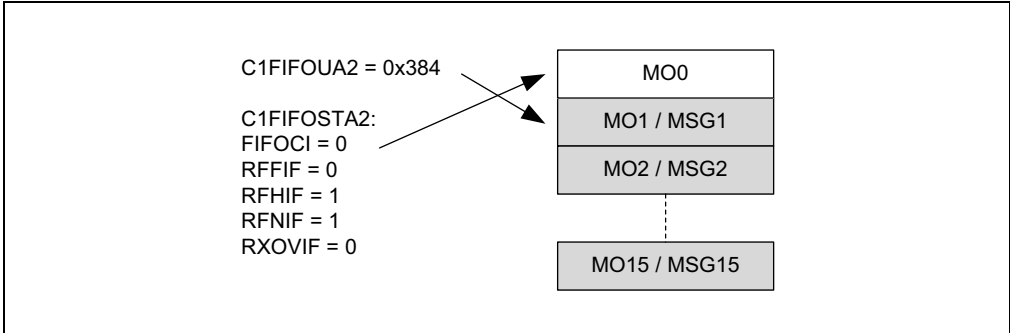 C1FIFOUA2 = 0x384
C1FIFOSTA2:
FIFOCI = 0
RFFIF = 0
RFHIF = 1
RFNIF = 1
RXOVIF = 0
MO0
MO1 / MSG1
MO2 / MSG2
MO15 / MSG15